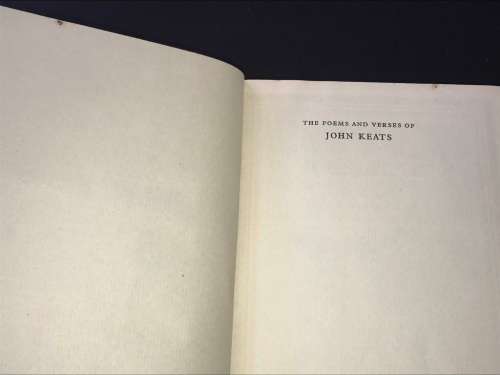 THE POEMS AND VERSES OF
JOHN KEATS